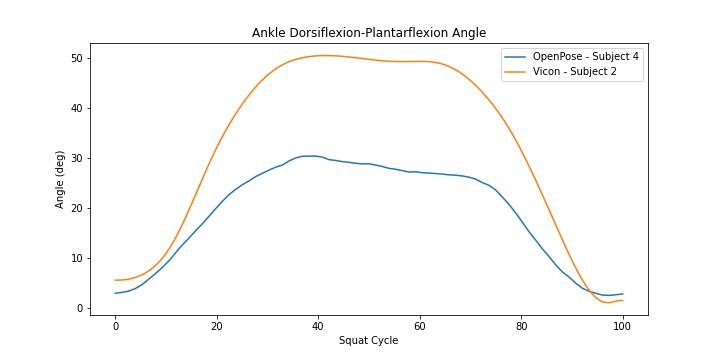 Ankle Dorsiflexion-Plantarflexion Angle
OpenPose - Subject 4
Vicon - Subject 2
50
40
30
20
10
0
Angle (deg)
0 20 40 60 80 100
Squat Cycle